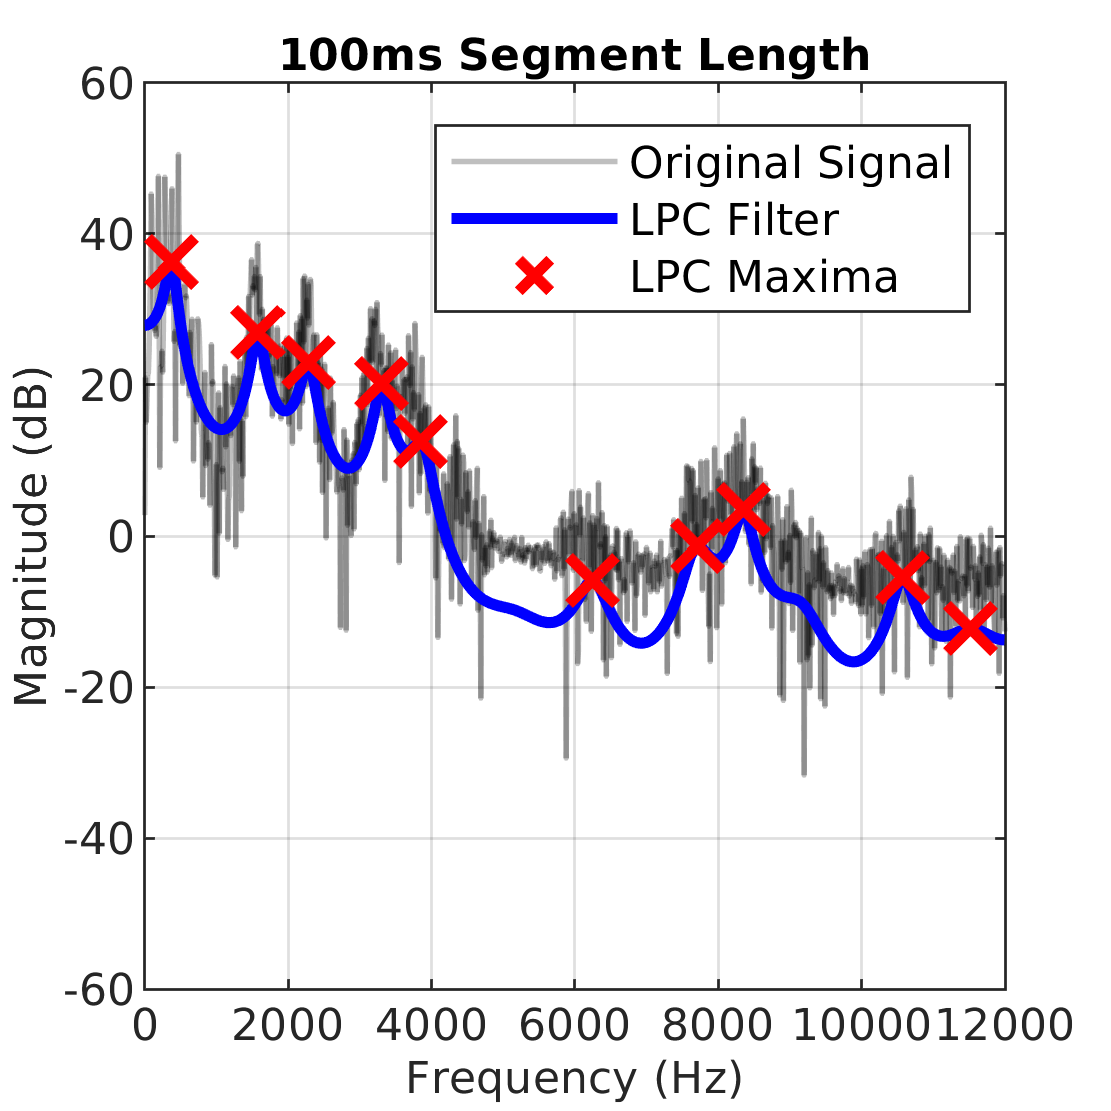 100ms Segment Length
60
40
20
0
-20
-40
-60
Magnitude (dB)
Original Signal
LPC Filter
LPC Maxima
0 2000 4000 6000 8000 10000 12000
Frequency (Hz)